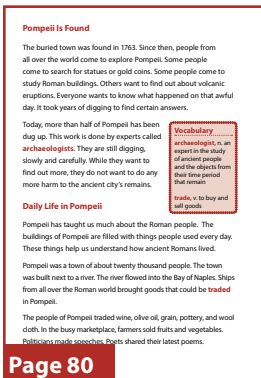 Pompeii Is Found
The buried town was found in 1763. Since then, people from
all over the world come to explore Pompeii. Some people
come to search for statues or gold coins. Some people come to
study Roman buildings. Others want to find out about volcanic
eruptions. Everyone wants to know what happened on that awful
day. It took years of digging to find certain answers.
Today, more than half of Pompeii has been
dug up. This work is done by experts called
archaeologists. They are still digging,
slowly and carefully. While they want to
find out more, they do not want to do any
more harm to the ancient city's remains.
Vocabulary
archaeologist, n. an
expert in the study
of ancient people
and the objects from
their time period
that remain
trade, v. to buy and
sell goods
Daily Life in Pompeii
Pompeii has taught us much about the Roman people. The
buildings of Pompeii are filled with things people used every day.
These things help us understand how ancient Romans lived.
Pompeii was a town of about twenty thousand people. The town
was built next to a river. The river flowed into the Bay of Naples. Ships
from all over the Roman world brought goods that could be traded
in Pompeii.
The people of Pompeii traded wine, olive oil, grain, pottery, and wool
cloth. In the busy marketplace, farmers sold fruits and vegetables.
Politicians made speeches. Poets shared their latest poems.
Page 80